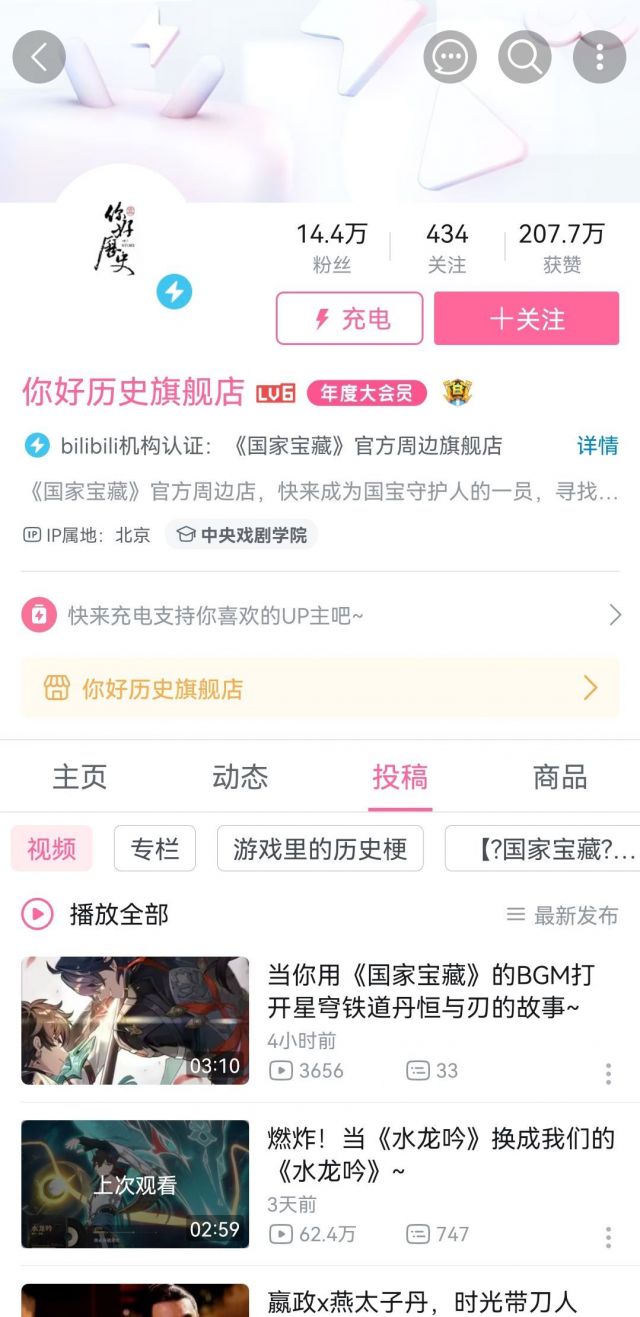 你好
历史
14.4万
434
207.7万
粉丝
关注
获赞
充电
十关注
你好历史旗舰店 LV6 年度大会员
bilibili机构认证：《国家宝藏》官方周边旗舰店 详情
《国家宝藏》官方周边店，快来成为国宝守护人的一员，寻找...
IP IP属地：北京 中央戏剧学院
快来充电支持你喜欢的UP主吧~
你好历史旗舰店
主页 动态 投稿 商品
视频 专栏 游戏里的历史梗 【?国家宝藏?...
播放全部 最新发布
当你用《国家宝藏》的BGM打
开星穹铁道丹恒与刃的故事~
4小时前
03:10
3656 33
燃炸！当《水龙吟》换成我们的
《水龙吟》~
上次观看
3天前
水龙吟
02:59
62.4万 747
嬴政x燕太子丹，时光带刀人